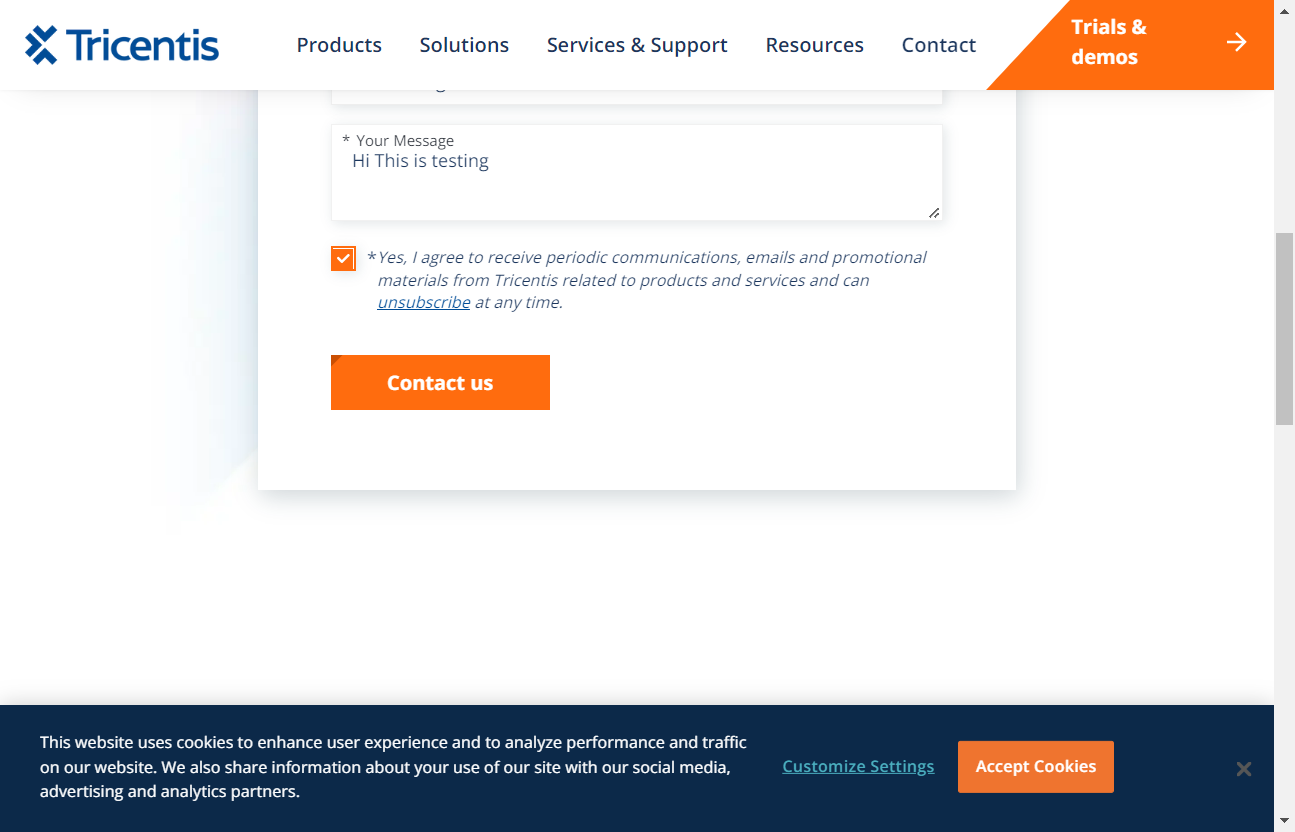 Tricentis
Products Solutions Services & Support Resources Contact
Trials &
demos
* Your Message
Hi This is testing
*Yes, I agree to receive periodic communications, emails and promotional
materials from Tricentis related to products and services and can
unsubscribe at any time.
Contact us
This website uses cookies to enhance user experience and to analyze performance and traffic
on our website. We also share information about your use of our site with our social media,
advertising and analytics partners.
Customize Settings
Accept Cookies